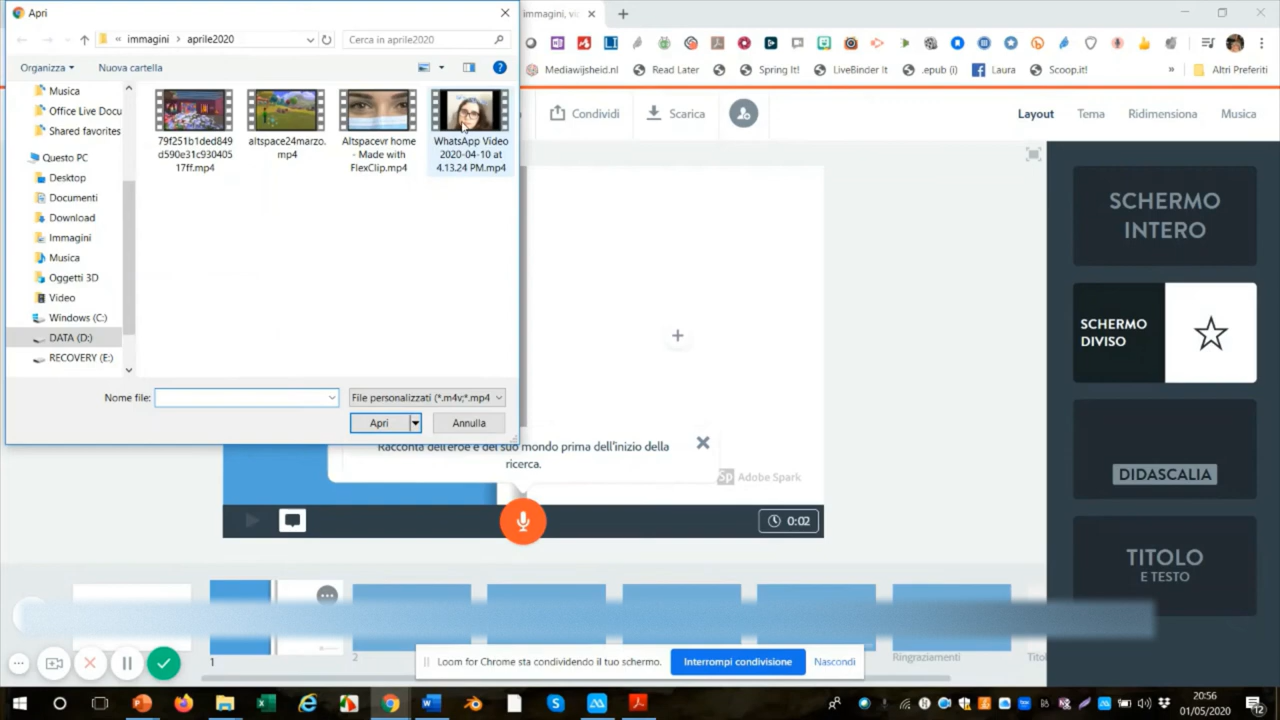 Apri
immagini, vi
immagini › aprile2020
Cerca in aprile2020
Organizza
Nuova cartella
Mediawijsheid.nl
Read Later
Spring It!
LiveBinder It
.epub (i)
Laura
Scoop.it!
»
Altri Preferiti
Musica
Office Live Docu
Shared favorites
Questo PC
Desktop
Documenti
Download
Immagini
Musica
Oggetti 3D
Video
Windows (C:)
DATA (D:)
RECOVERY (E:)
79f251b1ded849
d590e31c930405
17ff.mp4
altspace24marzo.
mp4
Altspacevr home
- Made with
FlexClip.mp4
WhatsApp Video
2020-04-10 at
4.13.24 PM.mp4
Nome file:
File personalizzati (*.m4v;*.mp4
Apri
Annulla
Condividi
Scarica
Layout
Tema
Ridimensiona
Musica
SCHERMO
INTERO
SCHERMO
DIVISO
DIDASCALIA
TITOLO
E TESTO
Racconta dell'eroe e del suo mondo prima dell'inizio della
ricerca.
Sp Adobe Spark
0:02
1
2
Ringraziamenti
Titol
Loom for Chrome sta condividendo il tuo schermo.
Interrompi condivisione
Nascondi
20:56
01/05/2020
12